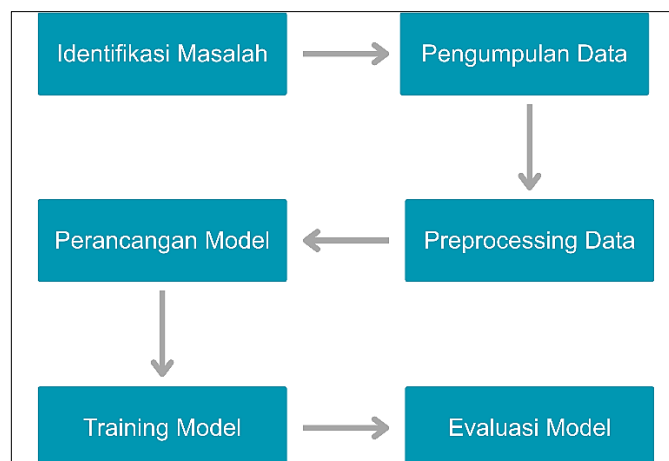 Identifikasi Masalah
Pengumpulan Data
Preprocessing Data
Perancangan Model
Training Model
Evaluasi Model